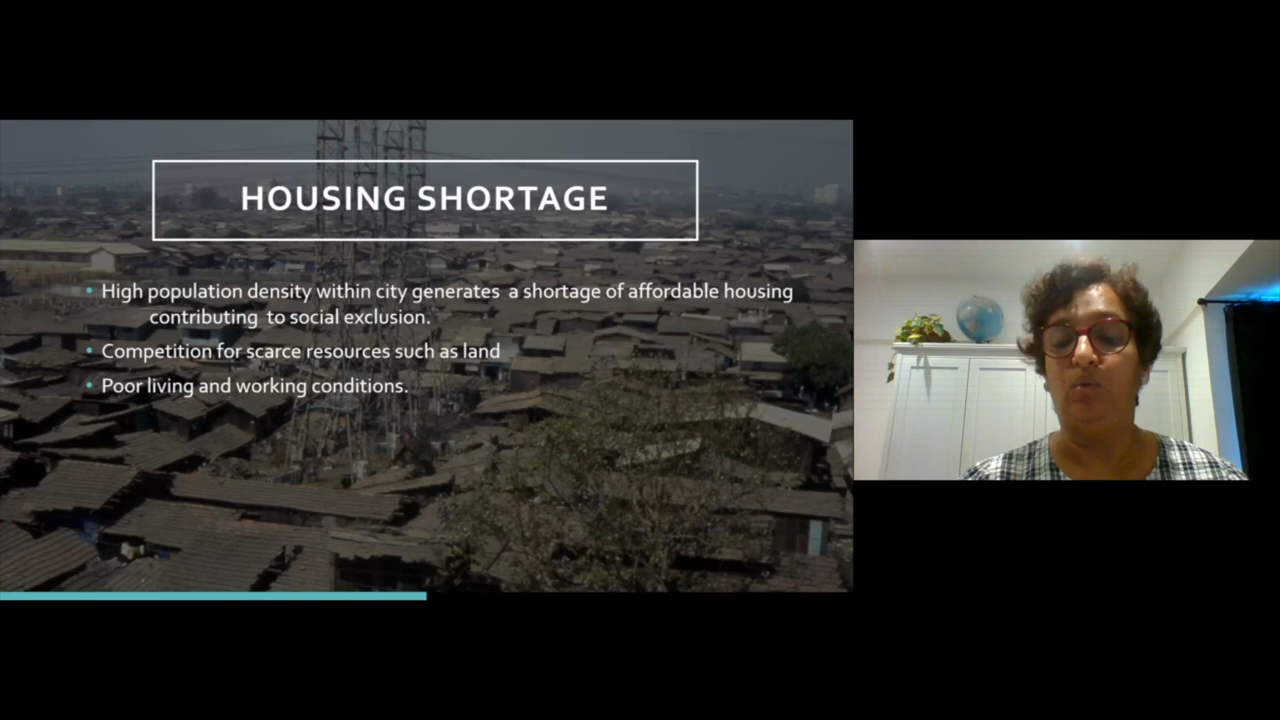 HOUSING SHORTAGE
• High population density within city generates  a shortage of affordable housing
contributing  to social exclusion.
• Competition for scarce resources such as land
• Poor living and working conditions.